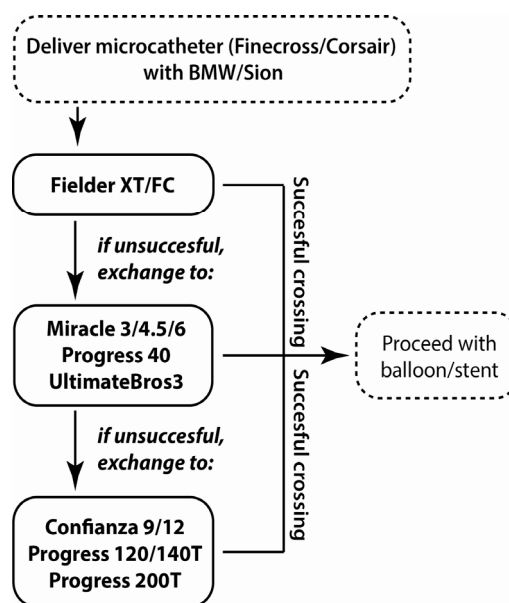 Deliver microcatheter (Finecross/Corsair)
with BMW/Sion
Fielder XT/FC
Succesful crossing
if unsuccesful,
exchange to:
Miracle 3/4.5/6
Progress 40
UltimateBros3
Proceed with
balloon/stent
Succesful crossing
if unsuccesful,
exchange to:
Confianza 9/12
Progress 120/140T
Progress 200T